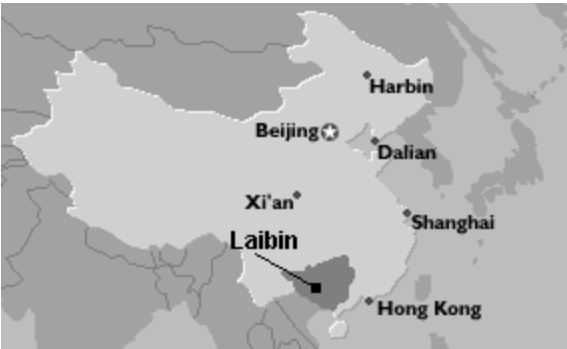 Harbin
Beijing
Dalian
Xi'an
Shanghai
Laibin
Hong Kong